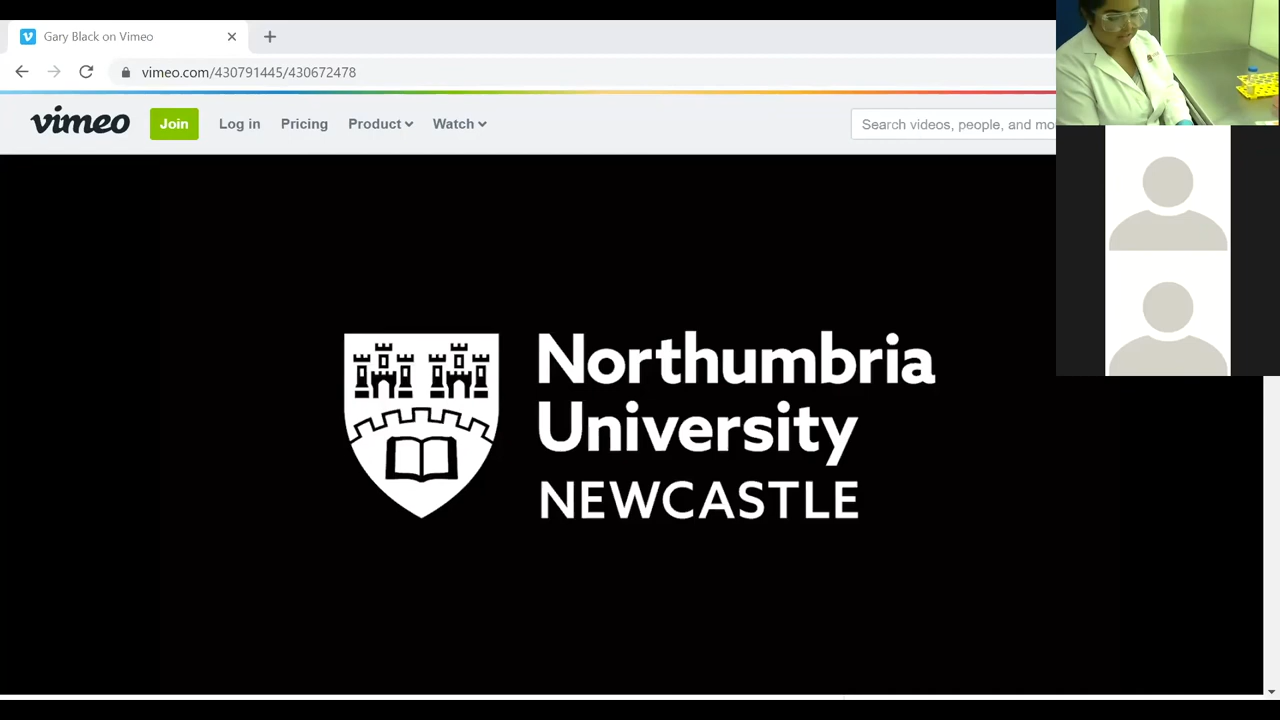 Gary Black on Vimeo
vimeo.com/430791445/430672478
vimeo Join Log in Pricing Product Watch Search videos, people, and mo
Northumbria
University
NEWCASTLE